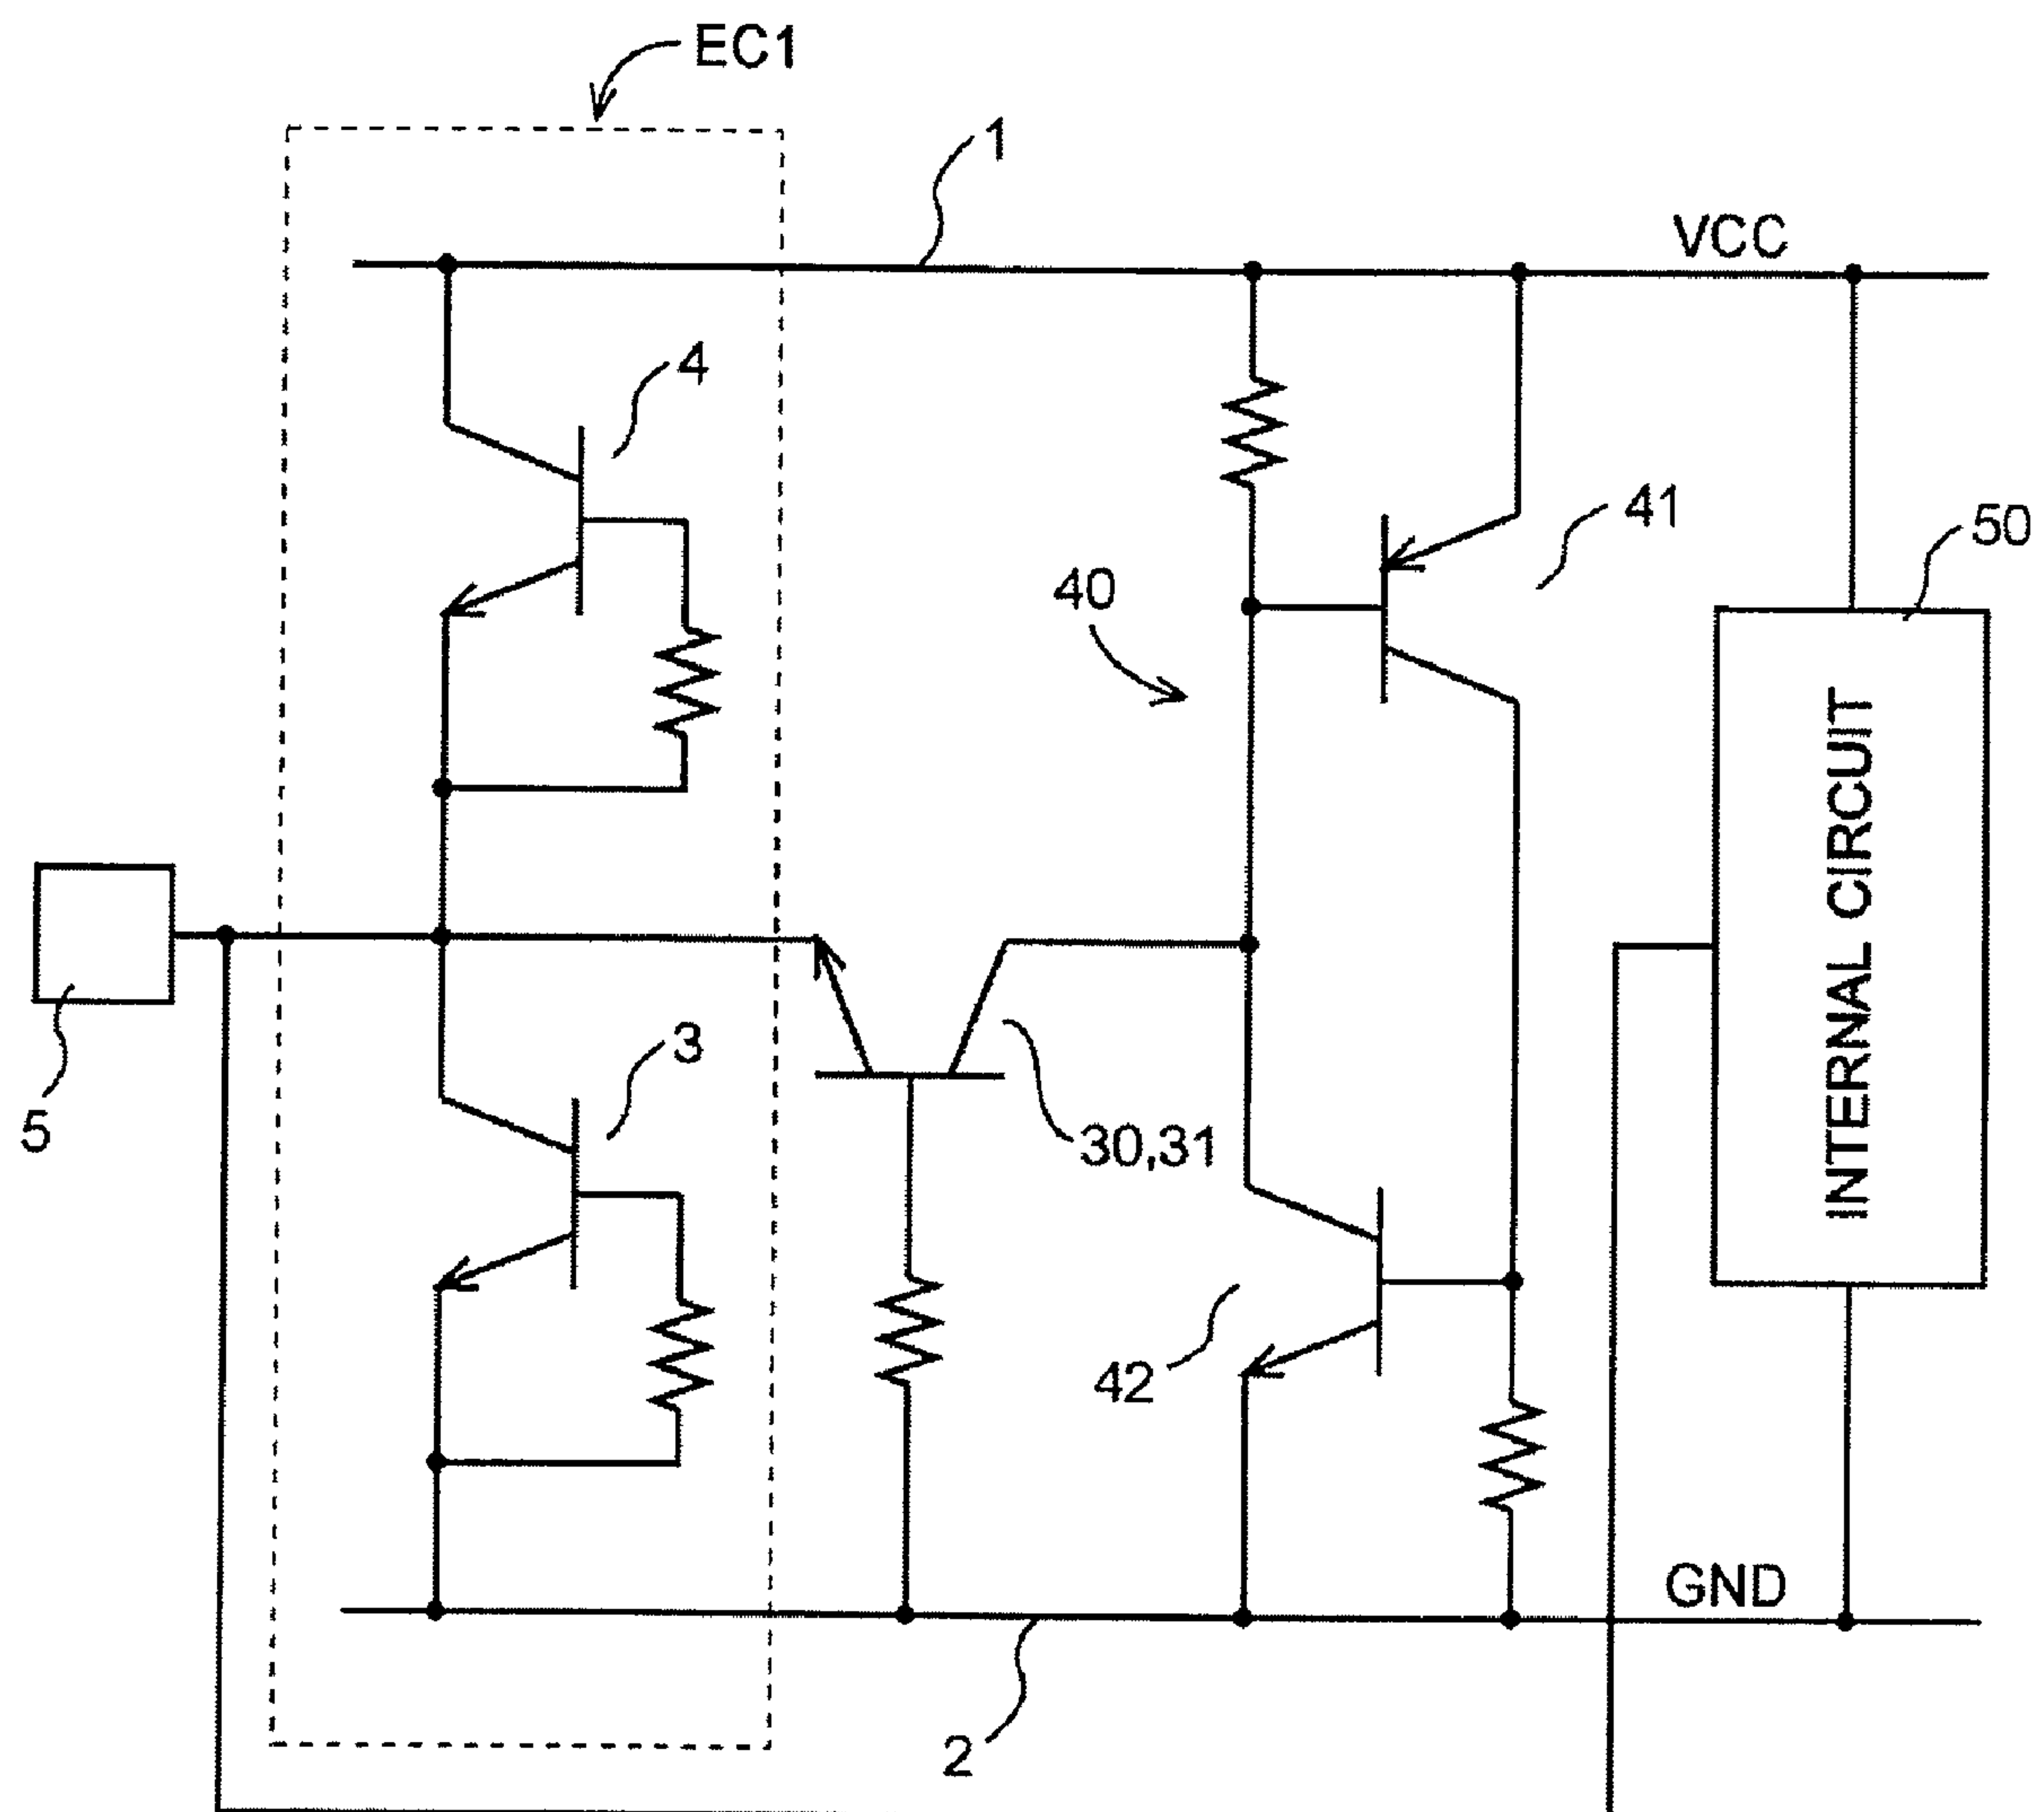 EC1
1
VCC
4
41
50
40
INTERNAL CIRCUIT
5
3
30,31
42
GND
2